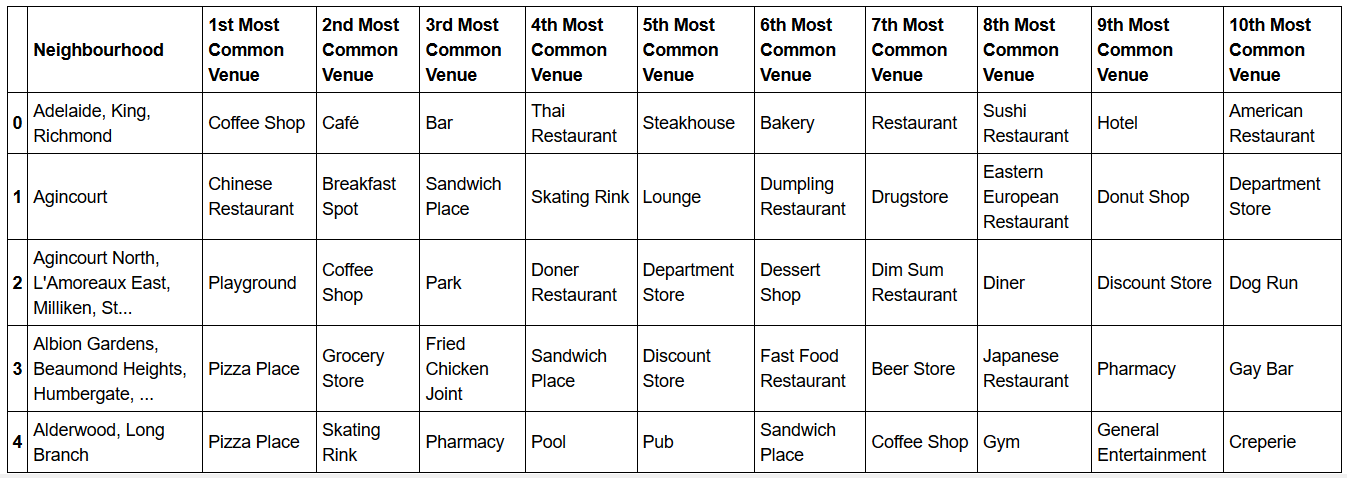 Neighbourhood 1st Most Common Venue 2nd Most Common Venue 3rd Most Common Venue 4th Most Common Venue 5th Most Common Venue 6th Most Common Venue 7th Most Common Venue 8th Most Common Venue 9th Most Common Venue 10th Most Common Venue
0 Adelaide, King, Richmond Coffee Shop Café Bar Thai Restaurant Steakhouse Bakery Restaurant Sushi Restaurant Hotel American Restaurant
1 Agincourt Chinese Restaurant Breakfast Spot Sandwich Place Skating Rink Lounge Dumpling Restaurant Drugstore Eastern European Restaurant Donut Shop Department Store
2 Agincourt North, L'Amoreaux East, Milliken, St... Playground Coffee Shop Park Doner Restaurant Department Store Dessert Shop Dim Sum Restaurant Diner Discount Store Dog Run
3 Albion Gardens, Beaumond Heights, Humbergate, ... Pizza Place Grocery Store Fried Chicken Joint Sandwich Place Discount Store Fast Food Restaurant Beer Store Japanese Restaurant Pharmacy Gay Bar
4 Alderwood, Long Branch Pizza Place Skating Rink Pharmacy Pool Pub Sandwich Place Coffee Shop Gym General Entertainment Creperie